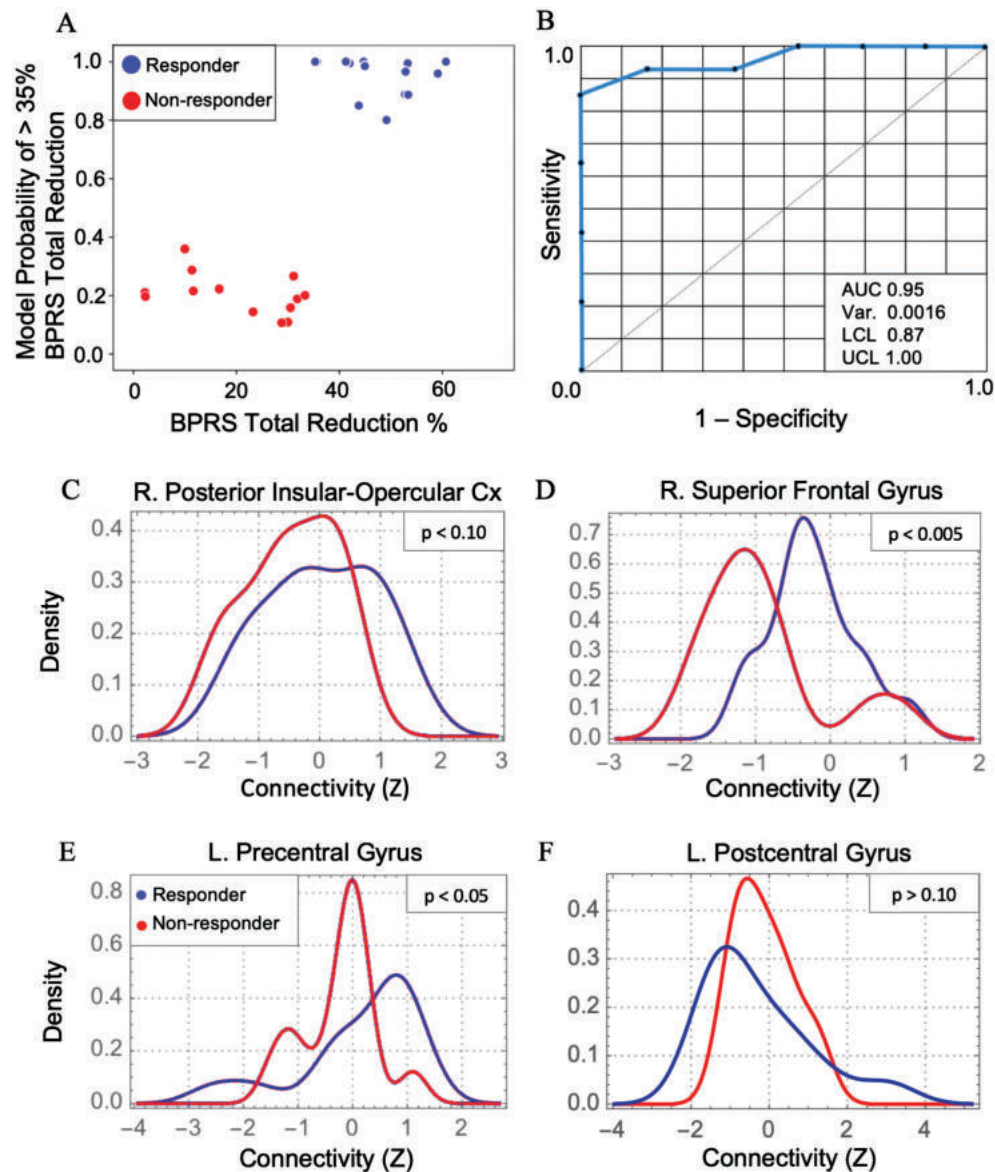 A
Responder
Non-responder
Model Probability of > 35%
BPRS Total Reduction
1.0
0.8
0.6
0.4
0.2
0.0
0 20 40 60
BPRS Total Reduction %
B
1.0
Sensitivity
AUC 0.95
Var. 0.0016
LCL 0.87
UCL 1.00
0.0 1.0
1 – Specificity
C
R. Posterior Insular-Opercular Cx
p < 0.10
Density
0.4
0.3
0.2
0.1
0.0
−3 −2 −1 0 1 2 3
Connectivity (Z)
D
R. Superior Frontal Gyrus
p < 0.005
0.7
0.6
0.5
0.4
0.3
0.2
0.1
0.0
−3 −2 −1 0 1 2
Connectivity (Z)
E
L. Precentral Gyrus
Responder
Non-responder
p < 0.05
Density
0.8
0.6
0.4
0.2
0.0
−4 −3 −2 −1 0 1 2
Connectivity (Z)
F
L. Postcentral Gyrus
p > 0.10
0.4
0.3
0.2
0.1
0.0
−4 −2 0 2 4
Connectivity (Z)